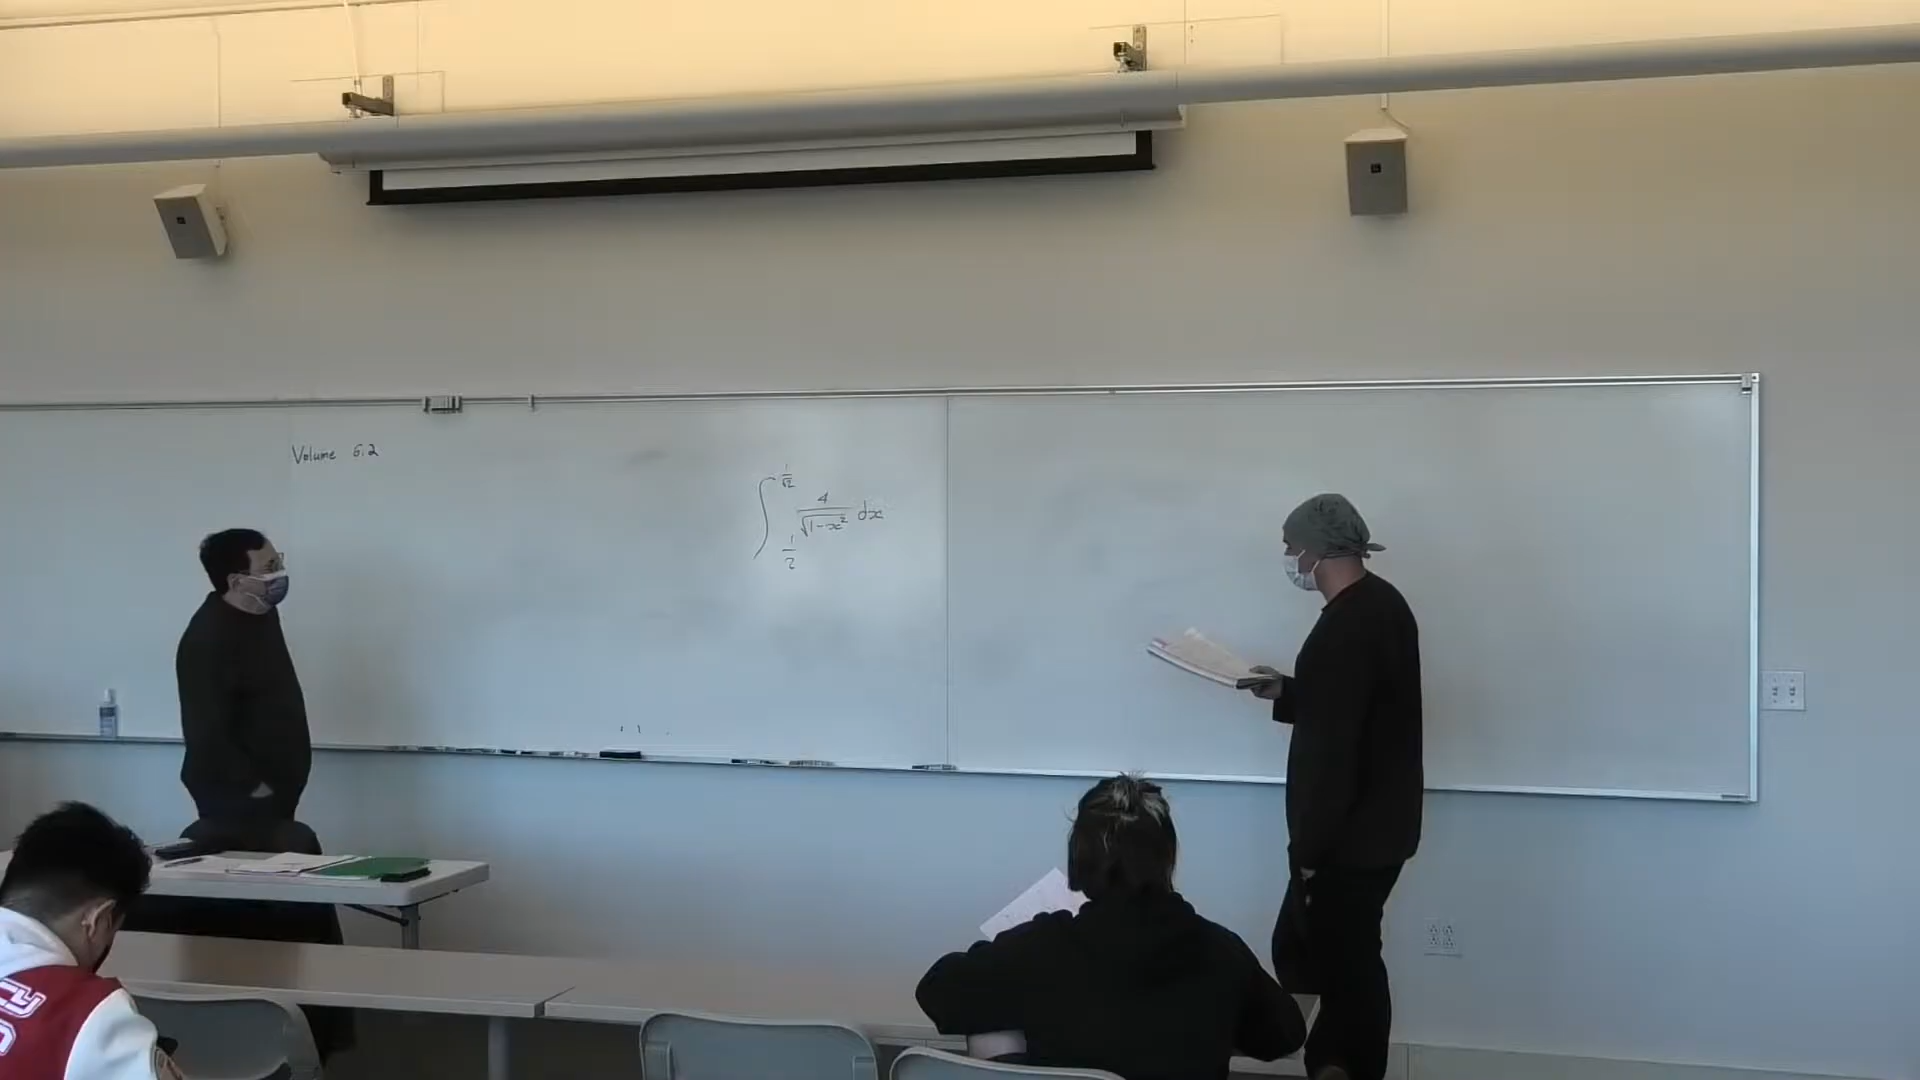 Volume 6.2
∫_{1/2}^{1/√2} 4/√(1-x²) dx